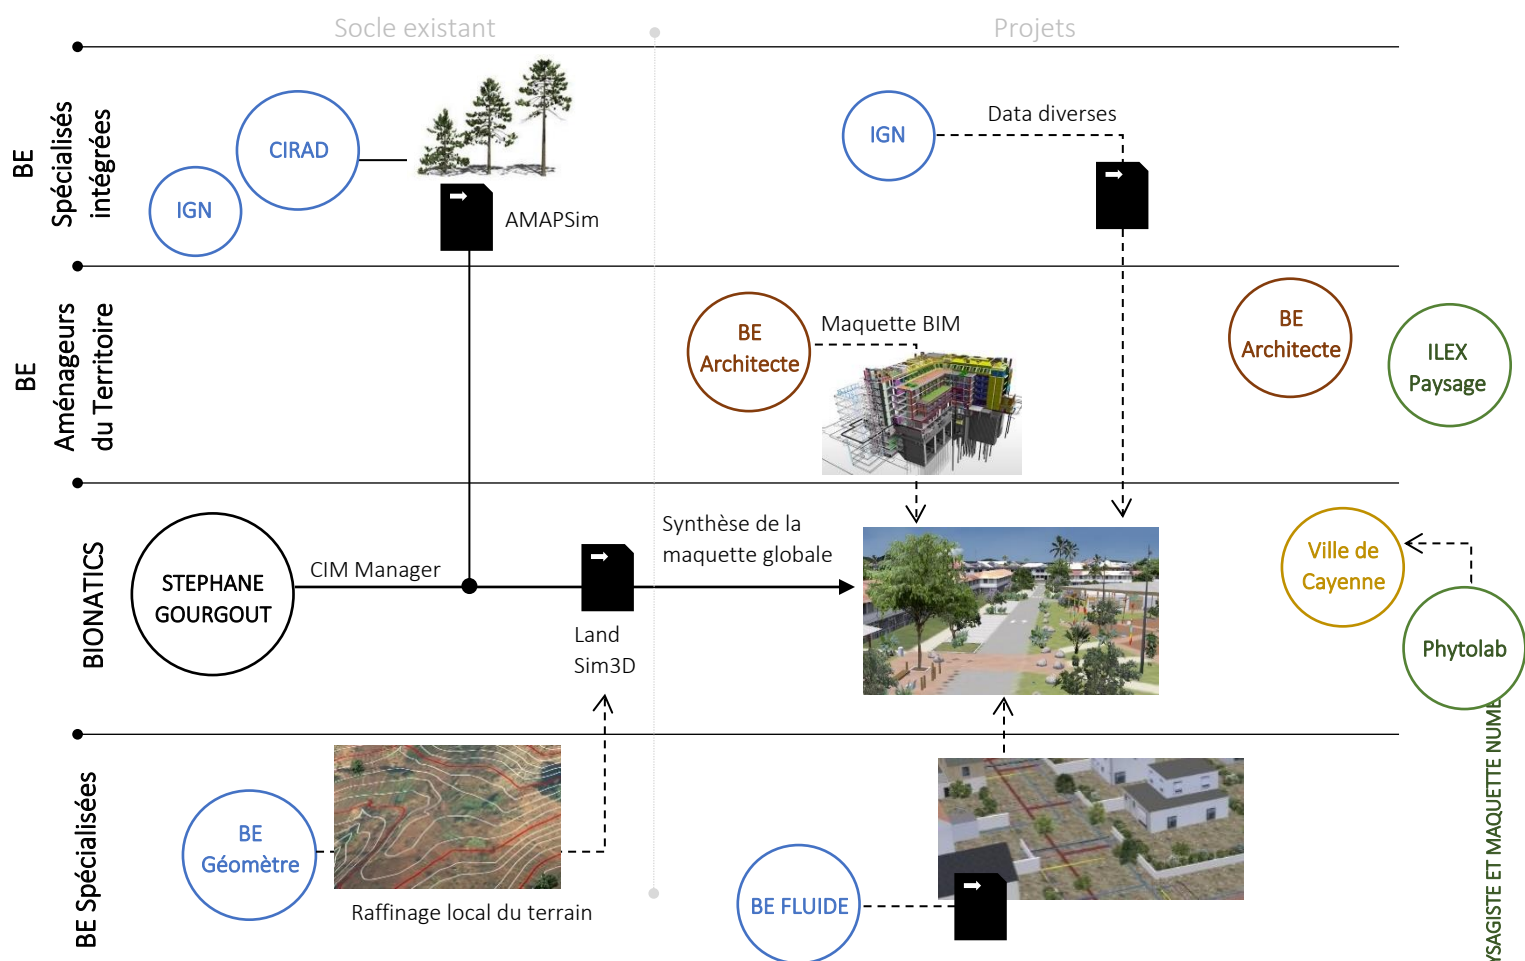 Socle existant
Projets
BE
Spécialisés
intégrées
CIRAD
IGN
AMAPSim
IGN
Data diverses
BE
Aménageurs
du Territoire
BE
Architecte
Maquette BIM
BE
Architecte
ILEX
Paysage
BIONATICS
STEPHANE
GOURGOUT
CIM Manager
Land
Sim3D
Synthèse de la
maquette globale
Ville de
Cayenne
Phytolab
BE Spécialisées
BE
Géomètre
Raffinage local du terrain
BE FLUIDE
ET MAQUETTE